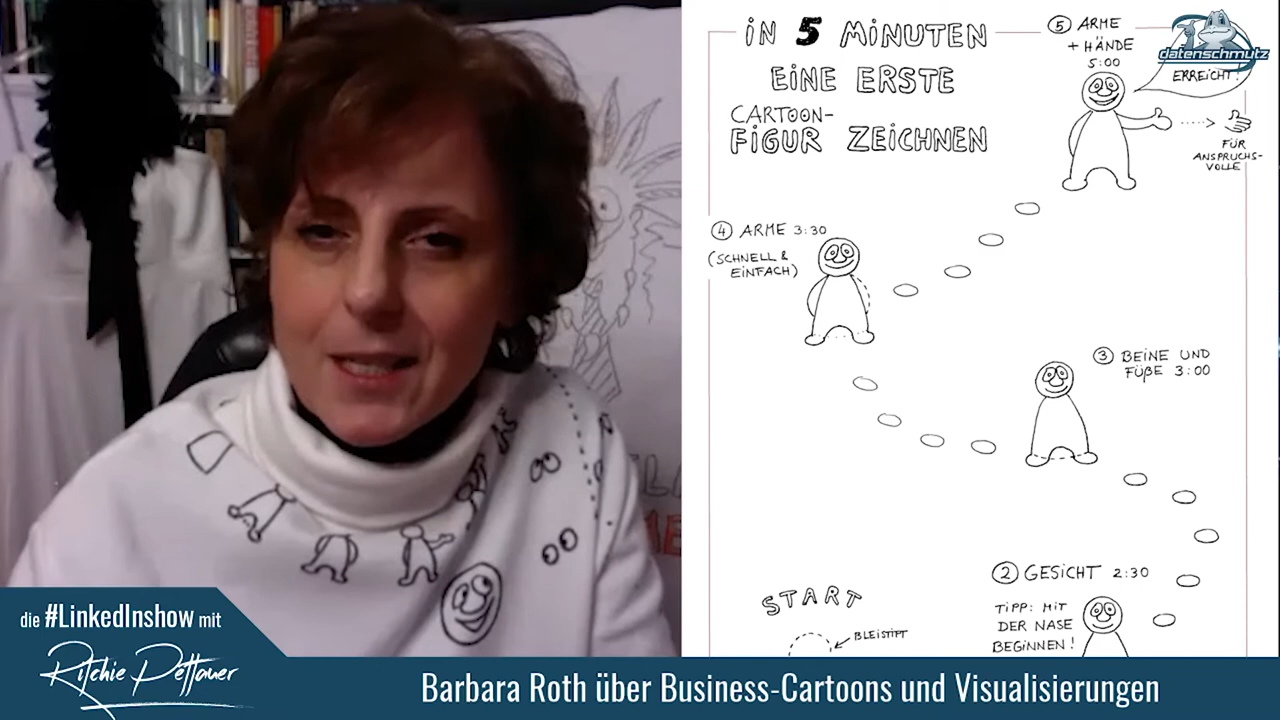 iN 5 MiNUTEN
EiNE ERSTE
CARTOON-
FiGUR ZEiCHNEN
⑤ ARME
+ HÄNDE
5:00
datenschmutz
ERREICHT!
FÜR
ANSPRUCHS-
VOLLE
④ ARME 3:30
(SCHNELL &
EiNFACH)
③ BEINE UND
FÜßE 3:00
② GESICHT 2:30
TiPP: MiT
DER NASE
BEGiNNEN!
START
BLEiSTiFT
die #LinkedInshow mit
Ritchie Pettauer
Barbara Roth über Business-Cartoons und Visualisierungen